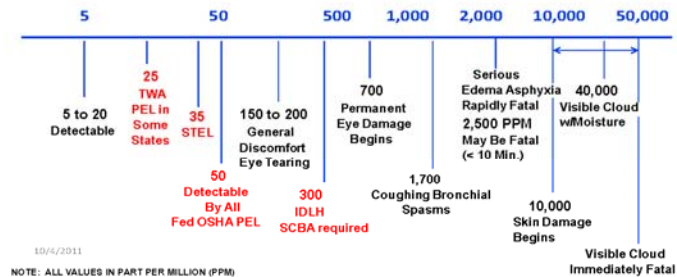 5 50 500 1,000 2,000 10,000 50,000
5 to 20
Detectable
25
TWA
PEL in
Some
States
35
STEL
50
Detectable
By All
Fed OSHA PEL
150 to 200
General
Discomfort
Eye Tearing
300
IDLH
SCBA required
700
Permanent
Eye Damage
Begins
1,700
Coughing Bronchial
Spasms
Serious
Edema Asphyxia
Rapidly Fatal
2,500 PPM
May Be Fatal
(< 10 Min.)
10,000
Skin Damage
Begins
40,000
Visible Cloud
w/Moisture
Visible Cloud
Immediately Fatal
10/4/2011
NOTE: ALL VALUES IN PART PER MILLION (PPM)